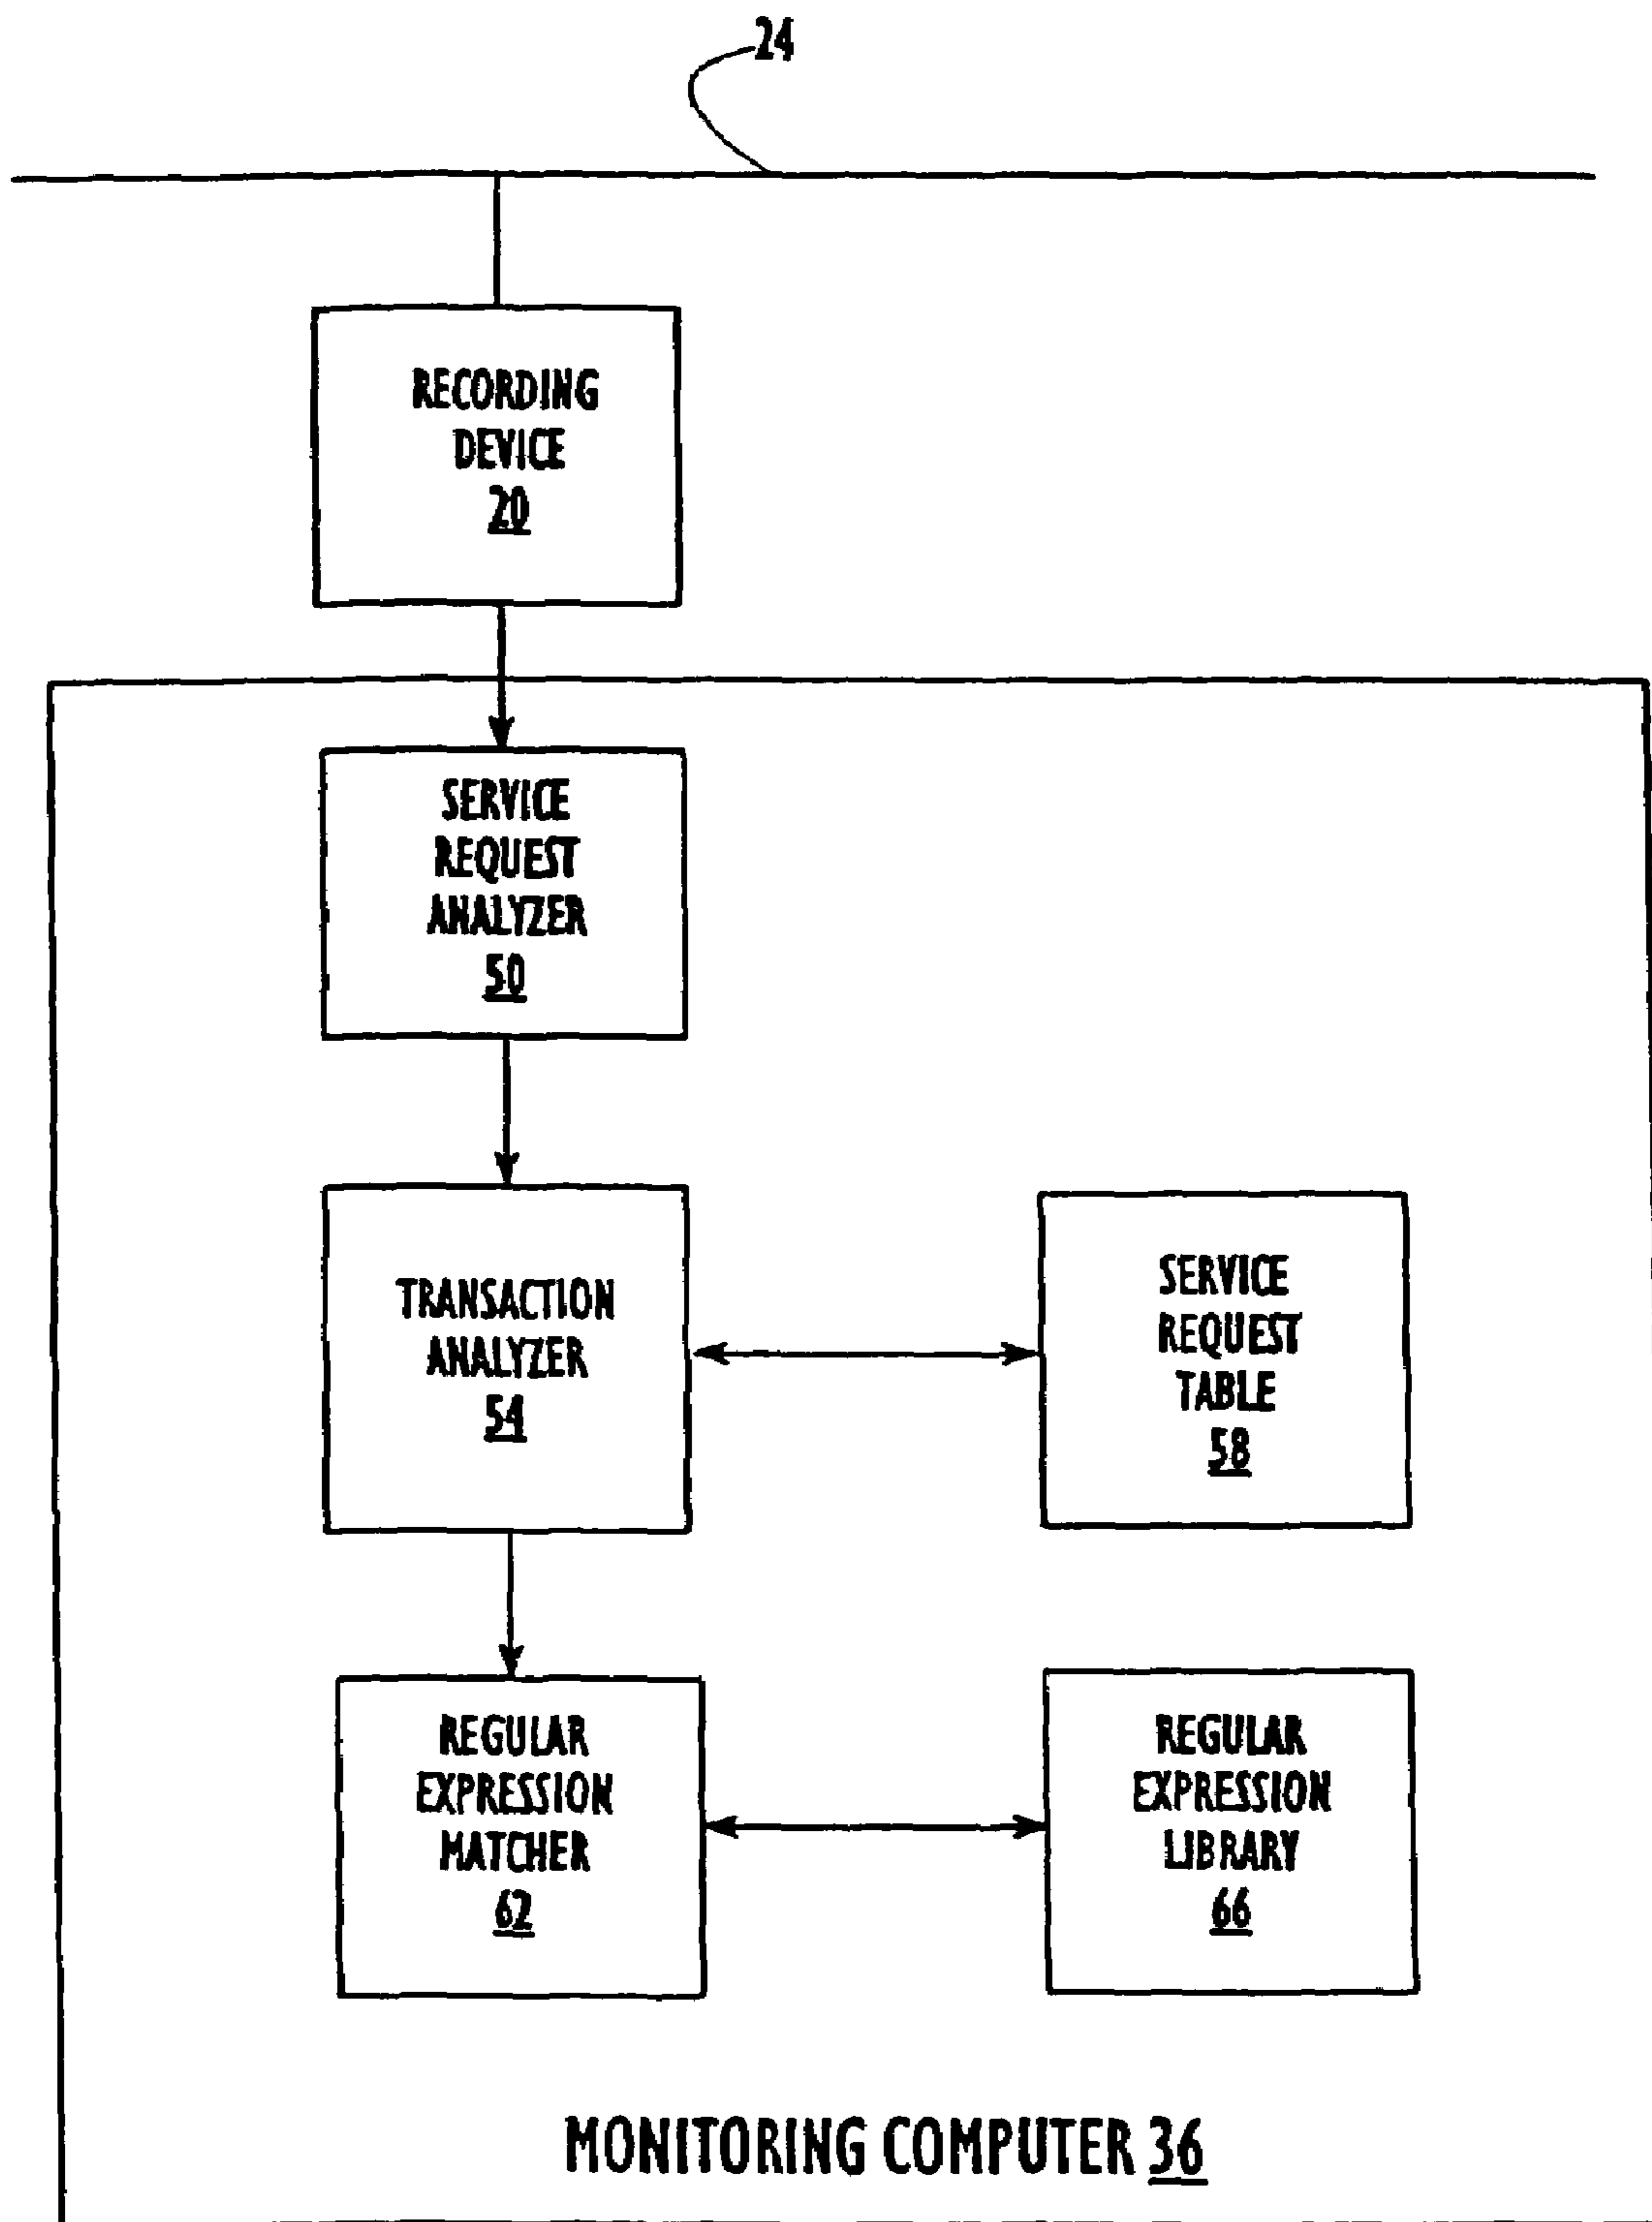 24
RECORDING
DEVICE
20
SERVICE
REQUEST
ANALYZER
50
TRANSACTION
ANALYZER
54
SERVICE
REQUEST
TABLE
58
REGULAR
EXPRESSION
MATCHER
62
REGULAR
EXPRESSION
LIBRARY
66
MONITORING COMPUTER 36